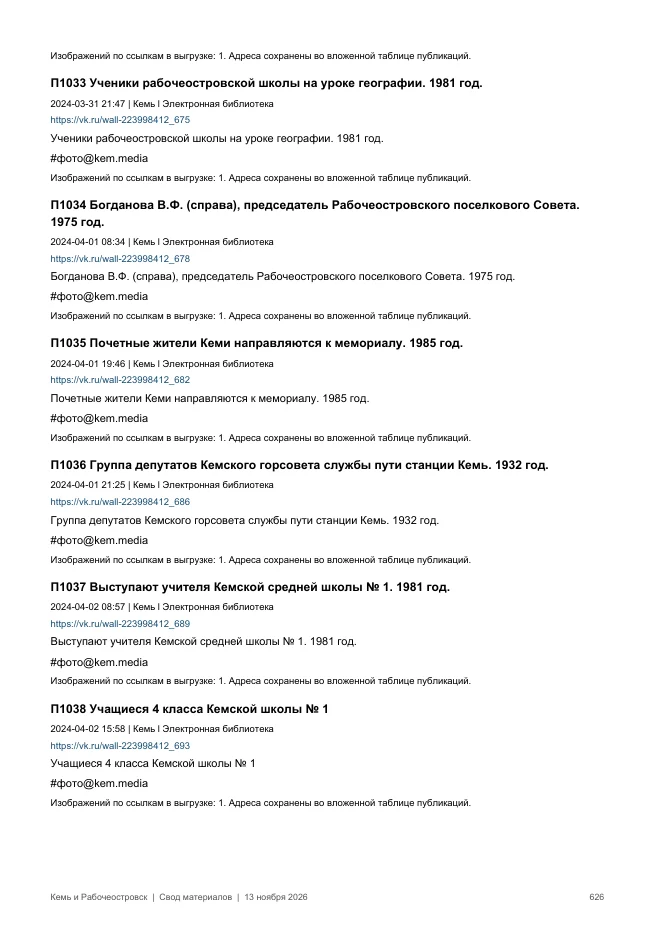 Изображений по ссылкам в выгрузке: 1. Адреса сохранены во вложенной таблице публикаций.
П1033 Ученики рабочеостровской школы на уроке географии. 1981 год.
2024-03-31 21:47 | Кемь I Электронная библиотека
https://vk.ru/wall-223998412_675
Ученики рабочеостровской школы на уроке географии. 1981 год.
#фото@kem.media
Изображений по ссылкам в выгрузке: 1. Адреса сохранены во вложенной таблице публикаций.
П1034 Богданова В.Ф. (справа), председатель Рабочеостровского поселкового Совета.
1975 год.
2024-04-01 08:34 | Кемь I Электронная библиотека
https://vk.ru/wall-223998412_678
Богданова В.Ф. (справа), председатель Рабочеостровского поселкового Совета. 1975 год.
#фото@kem.media
Изображений по ссылкам в выгрузке: 1. Адреса сохранены во вложенной таблице публикаций.
П1035 Почетные жители Кеми направляются к мемориалу. 1985 год.
2024-04-01 19:46 | Кемь I Электронная библиотека
https://vk.ru/wall-223998412_682
Почетные жители Кеми направляются к мемориалу. 1985 год.
#фото@kem.media
Изображений по ссылкам в выгрузке: 1. Адреса сохранены во вложенной таблице публикаций.
П1036 Группа депутатов Кемского горсовета службы пути станции Кемь. 1932 год.
2024-04-01 21:25 | Кемь I Электронная библиотека
https://vk.ru/wall-223998412_686
Группа депутатов Кемского горсовета службы пути станции Кемь. 1932 год.
#фото@kem.media
Изображений по ссылкам в выгрузке: 1. Адреса сохранены во вложенной таблице публикаций.
П1037 Выступают учителя Кемской средней школы № 1. 1981 год.
2024-04-02 08:57 | Кемь I Электронная библиотека
https://vk.ru/wall-223998412_689
Выступают учителя Кемской средней школы № 1. 1981 год.
#фото@kem.media
Изображений по ссылкам в выгрузке: 1. Адреса сохранены во вложенной таблице публикаций.
П1038 Учащиеся 4 класса Кемской школы № 1
2024-04-02 15:58 | Кемь I Электронная библиотека
https://vk.ru/wall-223998412_693
Учащиеся 4 класса Кемской школы № 1
#фото@kem.media
Изображений по ссылкам в выгрузке: 1. Адреса сохранены во вложенной таблице публикаций.
Кемь и Рабочеостровск | Свод материалов | 13 ноября 2026 626